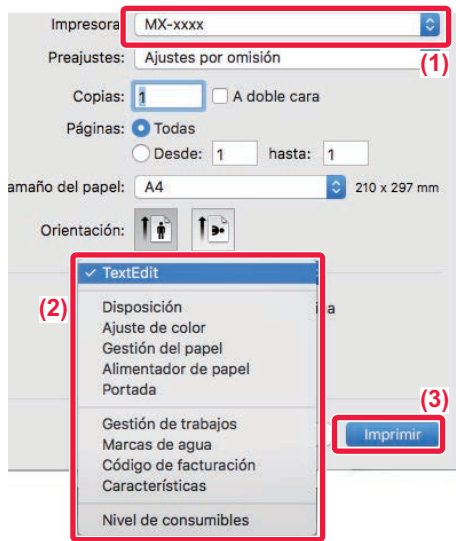 Impresora: MX-xxxx
(1)
Preajustes: Ajustes por omisión
Copias: 1 A doble cara
Páginas: Todas
Desde: 1 hasta: 1
amaño del papel: A4 210 x 297 mm
Orientación:
(2)
✓ TextEdit
Disposición
Ajuste de color
Gestión del papel
Alimentador de papel
Portada
Gestión de trabajos
Marcas de agua
Código de facturación
Características
Nivel de consumibles
(3)
Imprimir